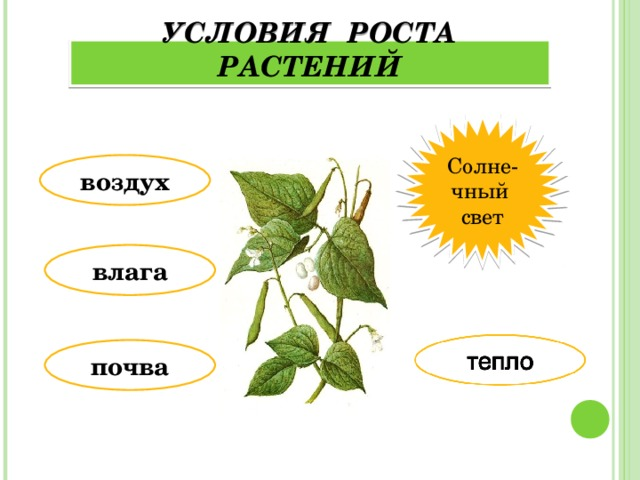 УСЛОВИЯ РОСТА
РАСТЕНИЙ
Солне-
чный
свет
воздух
влага
почва
тепло